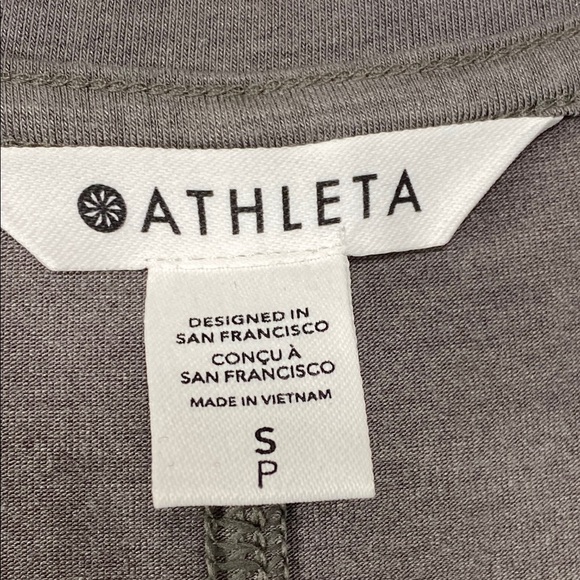 ATHLETA
DESIGNED IN
SAN FRANCISCO
CONÇU À
SAN FRANCISCO
MADE IN VIETNAM
S
P